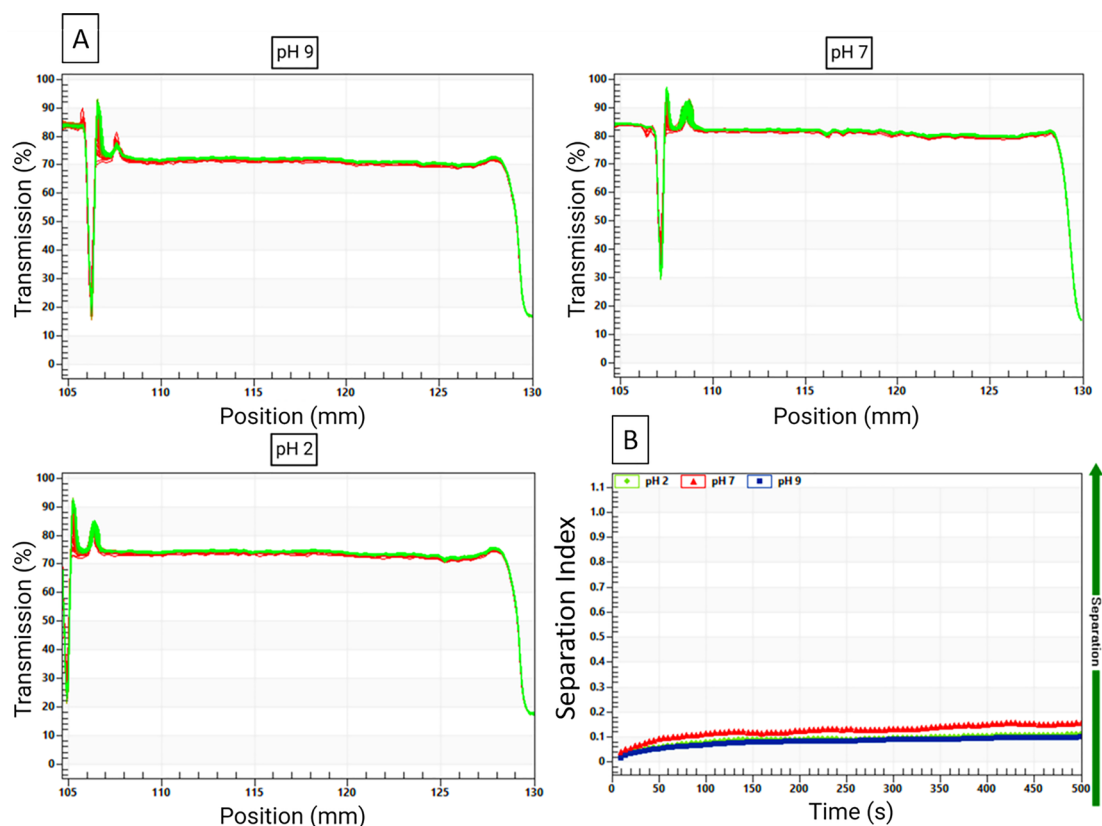 A
pH 9
Transmission (%)
100
90
80
70
60
50
40
30
20
10
0
105 110 115 120 125 130
Position (mm)
pH 7
Transmission (%)
100
90
80
70
60
50
40
30
20
10
0
105 110 115 120 125 130
Position (mm)
pH 2
Transmission (%)
100
90
80
70
60
50
40
30
20
10
0
105 110 115 120 125 130
Position (mm)
B
pH 2 pH 7 pH 9
Separation Index
1.1
1.0
0.9
0.8
0.7
0.6
0.5
0.4
0.3
0.2
0.1
0
0 50 100 150 200 250 300 350 400 450 500
Time (s)
Separation